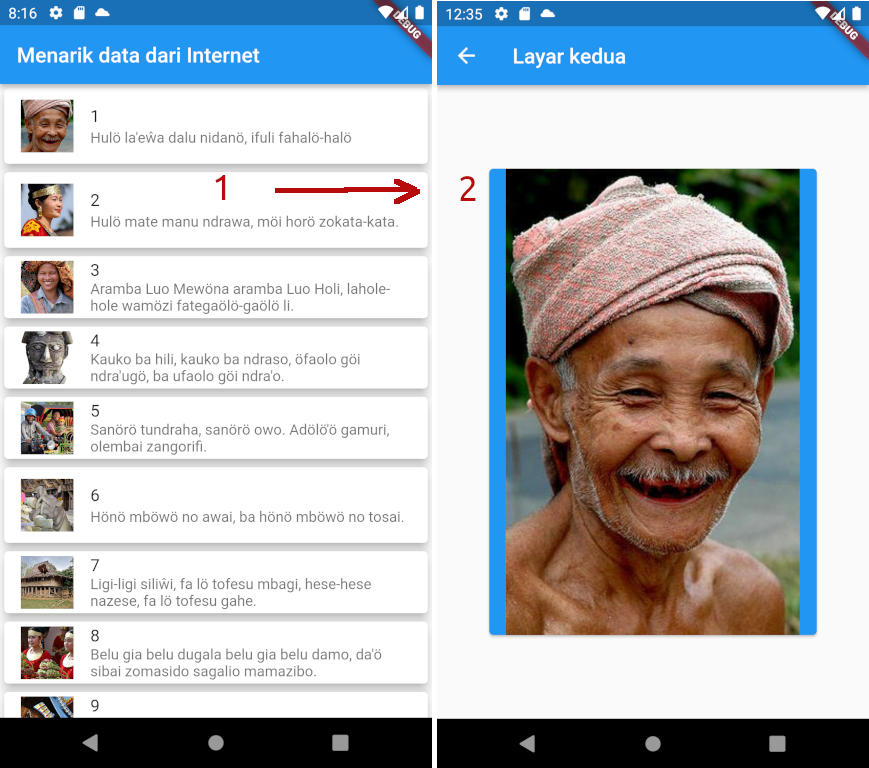 8:16
DEBUG
Menarik data dari Internet
1
Hulö la'eŵa dalu nidanö, ifuli fahalö-halö
2
Hulö mate manu ndrawa, möi horö zokata-kata.
3
Aramba Luo Mewöna aramba Luo Holi, lahole-
hole wamözi fategaölö-gaölö li.
4
Kauko ba hili, kauko ba ndraso, öfaolo göi
ndra'ugö, ba ufaolo göi ndra'o.
5
Sanörö tundraha, sanörö owo. Adölö'ö gamuri,
olembai zangorifi.
6
Hönö mböwö no awai, ba hönö mböwö no tosai.
7
Ligi-ligi siliŵi, fa lö tofesu mbagi, hese-hese
nazese, fa lö tofesu gahe.
8
Belu gia belu dugala belu gia belu damo, da'ö
sibai zomasido sagalio mamazibo.
9
1
12:35
DEBUG
Layar kedua
2